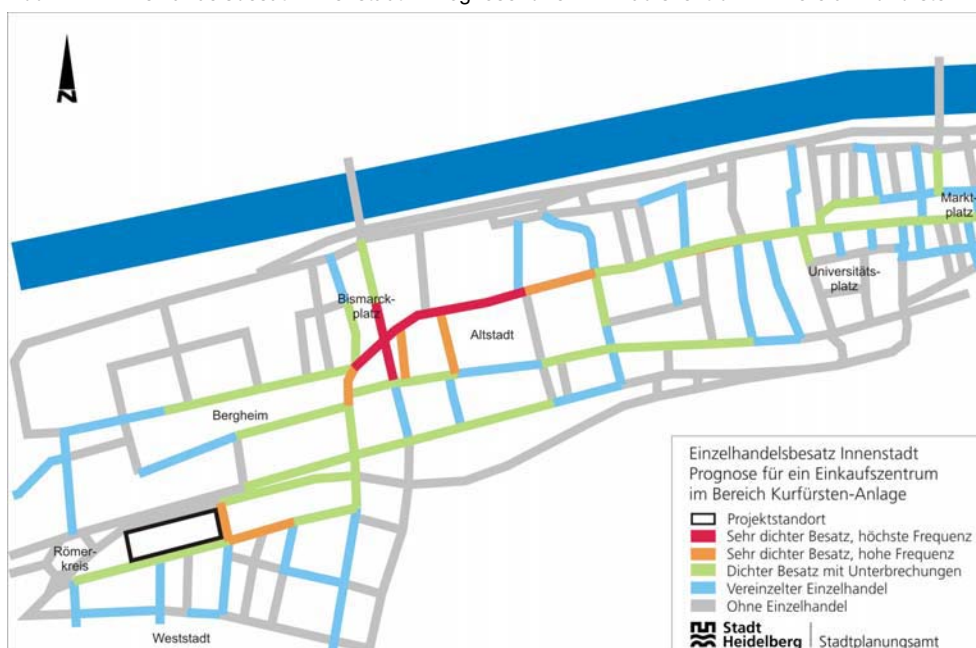 N
Markt-
platz
Universitäts-
platz
Bismarck-
platz
Altstadt
Bergheim
Römer-
kreis
Weststadt
Einzelhandelsbesatz Innenstadt
Prognose für ein Einkaufszentrum
im Bereich Kurfürsten-Anlage
Projektstandort
Sehr dichter Besatz, höchste Frequenz
Sehr dichter Besatz, hohe Frequenz
Dichter Besatz mit Unterbrechungen
Vereinzelter Einzelhandel
Ohne Einzelhandel
Stadt
Heidelberg
Stadtplanungsamt